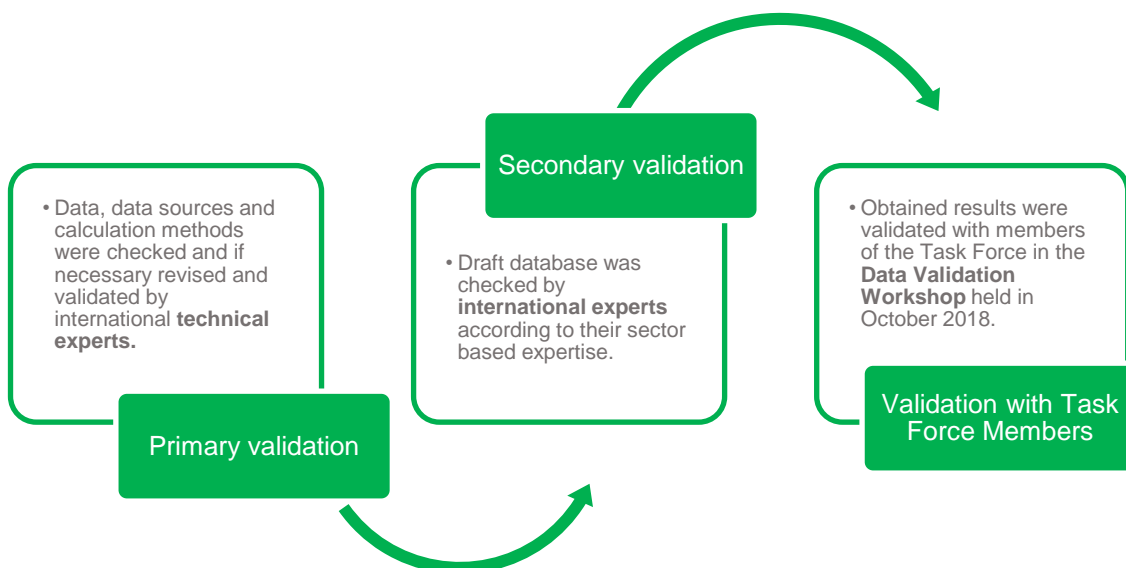 • Data, data sources and
calculation methods
were checked and if
necessary revised and
validated by
international technical
experts.
Primary validation
Secondary validation
• Draft database was
checked by
international experts
according to their sector
based expertise.
• Obtained results were
validated with members
of the Task Force in the
Data Validation
Workshop held in
October 2018.
Validation with Task
Force Members